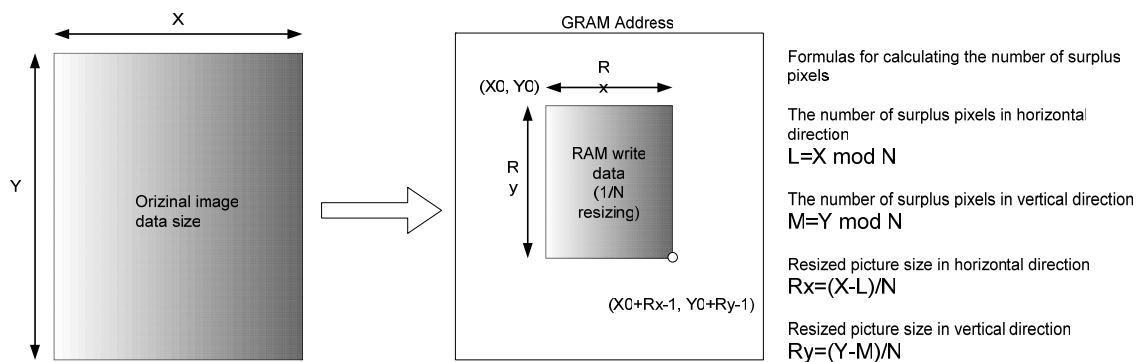 X
Y
Orizinal image
data size
GRAM Address
(X0, Y0)
R
x
R
y
RAM write
data
(1/N
resizing)
(X0+Rx-1, Y0+Ry-1)
Formulas for calculating the number of surplus
pixels
The number of surplus pixels in horizontal
direction
L=X mod N
The number of surplus pixels in vertical direction
M=Y mod N
Resized picture size in horizontal direction
Rx=(X-L)/N
Resized picture size in vertical direction
Ry=(Y-M)/N